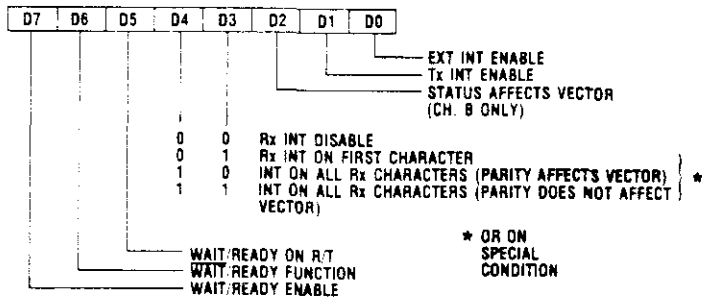 D7 D6 D5 D4 D3 D2 D1 D0
EXT INT ENABLE
Tx INT ENABLE
STATUS AFFECTS VECTOR
(CH. B ONLY)
0 0 Rx INT DISABLE
0 1 Rx INT ON FIRST CHARACTER
1 0 INT ON ALL Rx CHARACTERS (PARITY AFFECTS VECTOR)
1 1 INT ON ALL Rx CHARACTERS (PARITY DOES NOT AFFECT
VECTOR)
*
WAIT/READY ON R/T
WAIT/READY FUNCTION
WAIT/READY ENABLE
* OR ON
SPECIAL
CONDITION